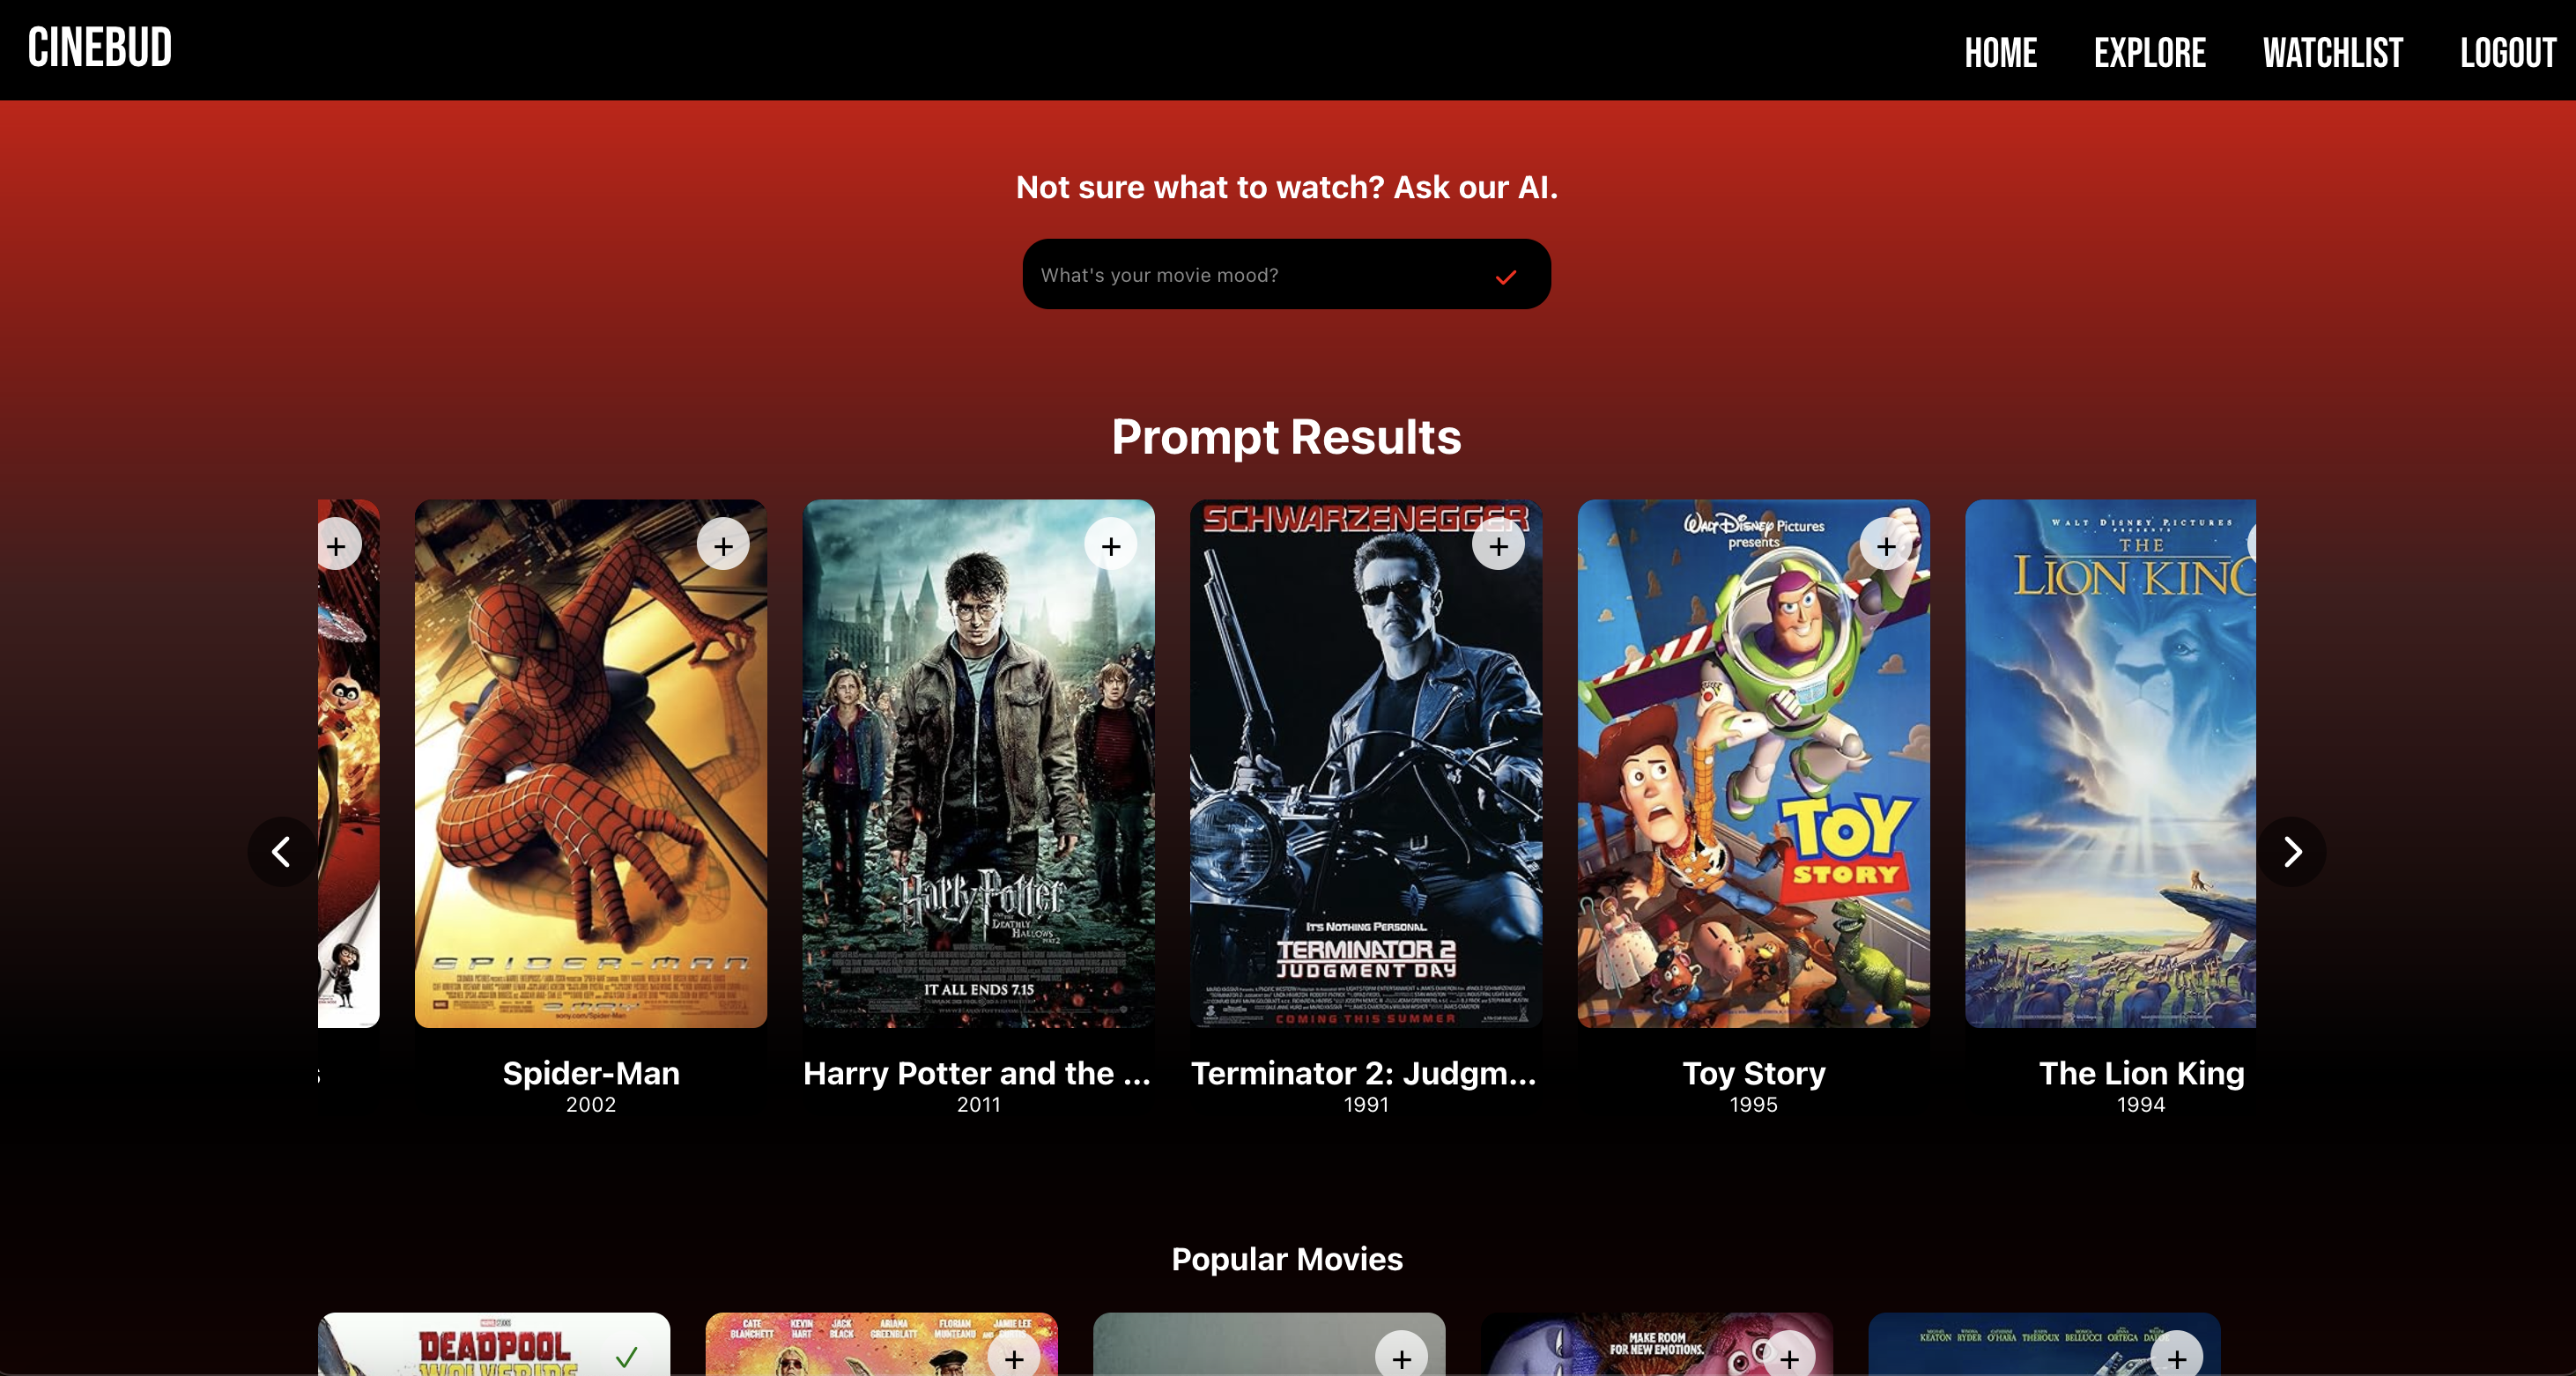 CINEBUD
HOME EXPLORE WATCHLIST LOGOUT
Not sure what to watch? Ask our AI.
What's your movie mood?
Prompt Results
SPIDER-MAN
sony.com/Spider-Man
Harry Potter
AND THE
DEATHLY
HALLOWS
PART 2
IT ALL ENDS 7.15
SCHWARZENEGGER
IT'S NOTHING PERSONAL.
TERMINATOR 2
JUDGMENT DAY
COMING THIS SUMMER
WALT DISNEY Pictures
presents
TOY
STORY
WALT DISNEY PICTURES
PRESENTS
THE
LION KING
Spider-Man
2002
Harry Potter and the ...
2011
Terminator 2: Judgm...
1991
Toy Story
1995
The Lion King
1994
Popular Movies
DEADPOOL
WOLVERINE
CATE BLANCHETT
KEVIN HART
JACK BLACK
ARIANA GREENBLATT
FLORIAN MUNTEANU
AND
JAMIE LEE
MAKE ROOM
FOR NEW EMOTIONS.
KEATON RYDER O'HARA THEROUX BELLUCCI ORTEGA